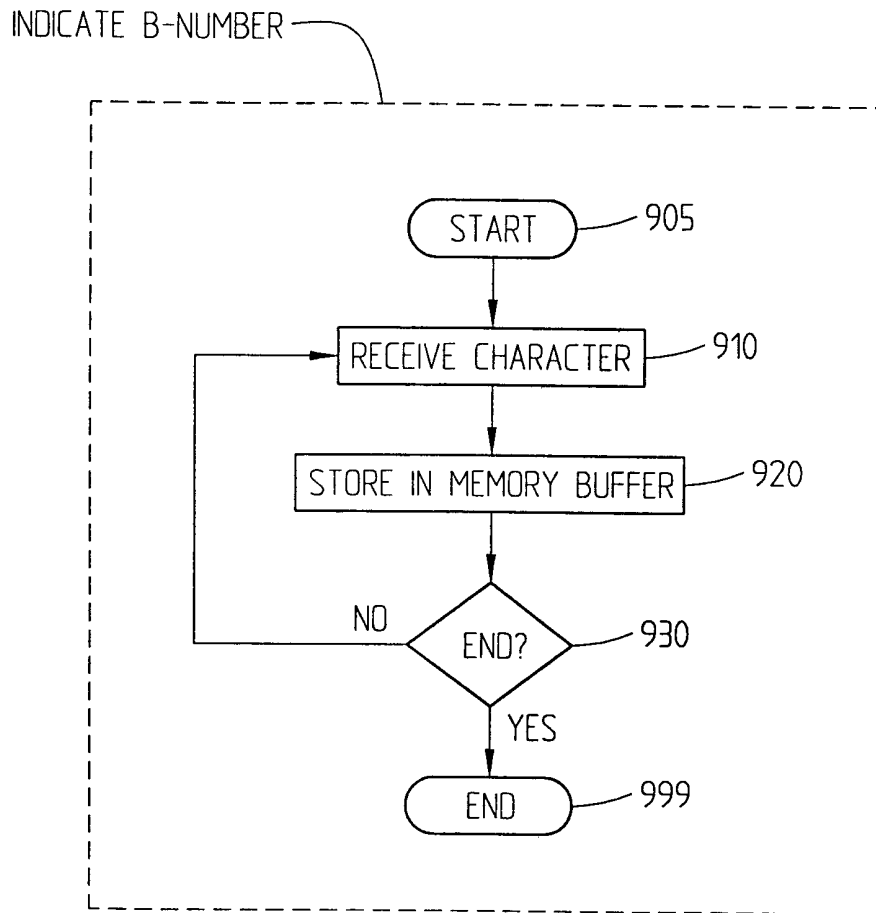 INDICATE B-NUMBER
START
905
RECEIVE CHARACTER
910
STORE IN MEMORY BUFFER
920
NO
END?
930
YES
END
999